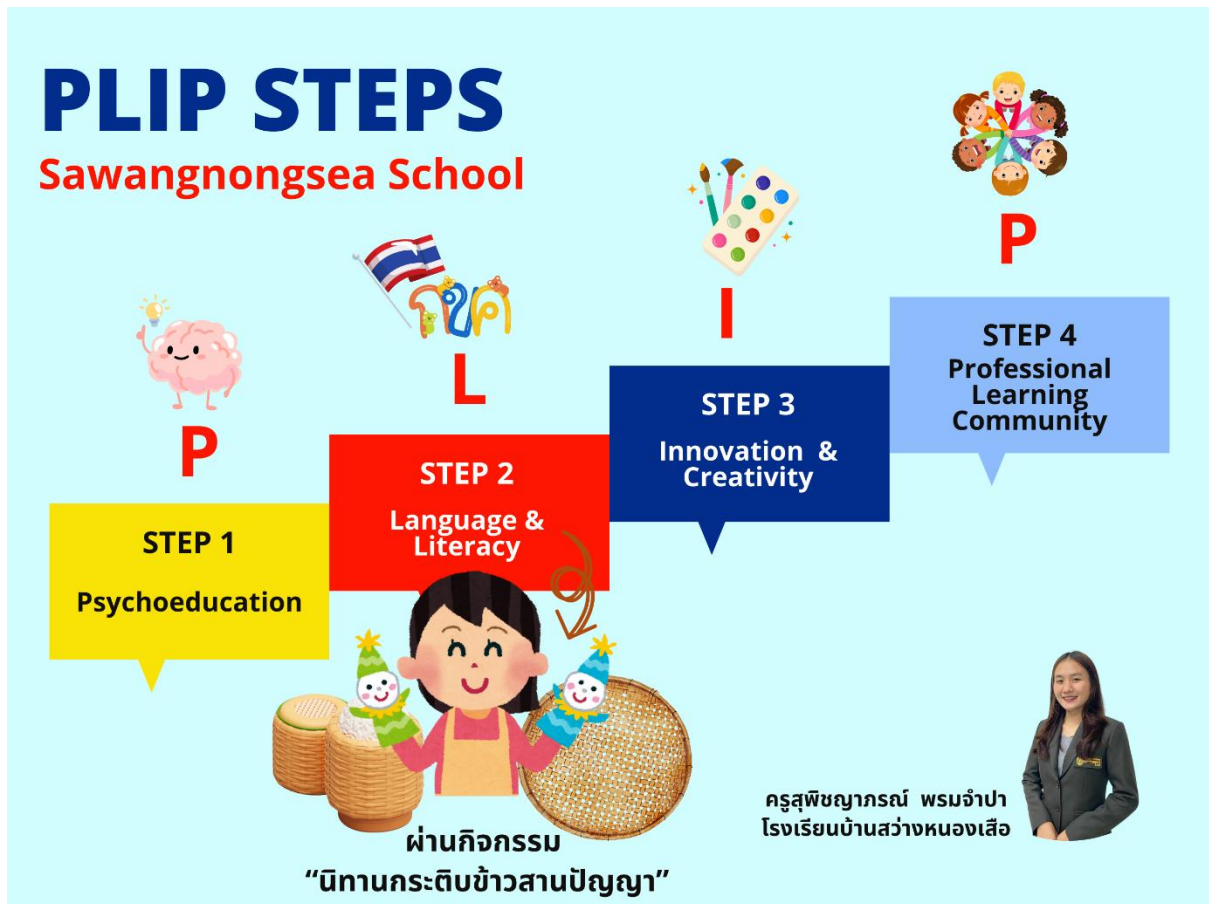 PLIP STEPS
Sawangnongsea School
กขค
P
STEP 1
Psychoeducation
L
STEP 2
Language &
Literacy
I
STEP 3
Innovation &
Creativity
P
STEP 4
Professional
Learning
Community
ผ่านกิจกรรม
“นิทานกระติบข้าวสานปัญญา”
ครูสุพิชญาภรณ์ พรมจำปา
โรงเรียนบ้านสว่างหนองเสือ